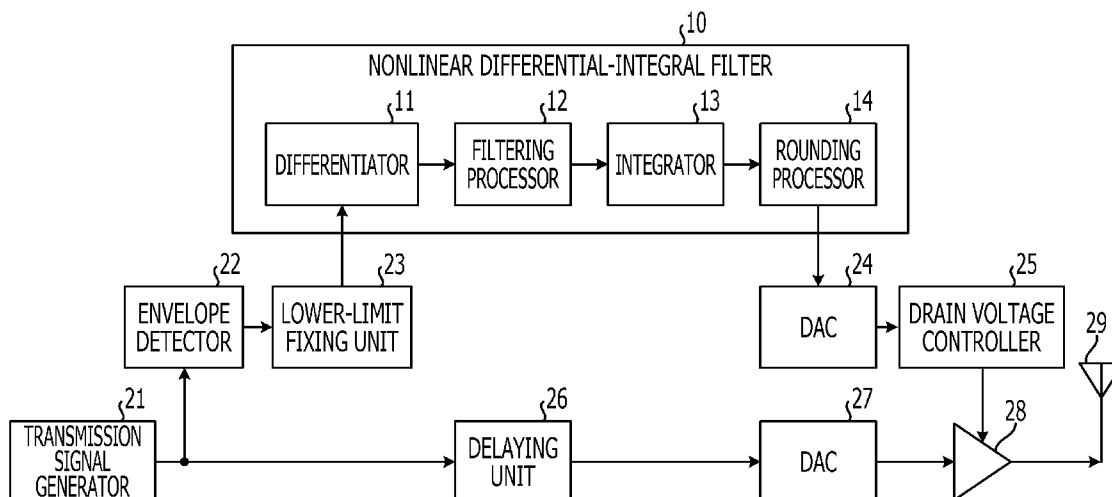 10
NONLINEAR DIFFERENTIAL-INTEGRAL FILTER
11
12
13
14
DIFFERENTIATOR
FILTERING
PROCESSOR
INTEGRATOR
ROUNDING
PROCESSOR
22
23
24
25
ENVELOPE
DETECTOR
LOWER-LIMIT
FIXING UNIT
DAC
DRAIN VOLTAGE
CONTROLLER
29
21
26
27
28
TRANSMISSION
SIGNAL
GENERATOR
DELAYING
UNIT
DAC